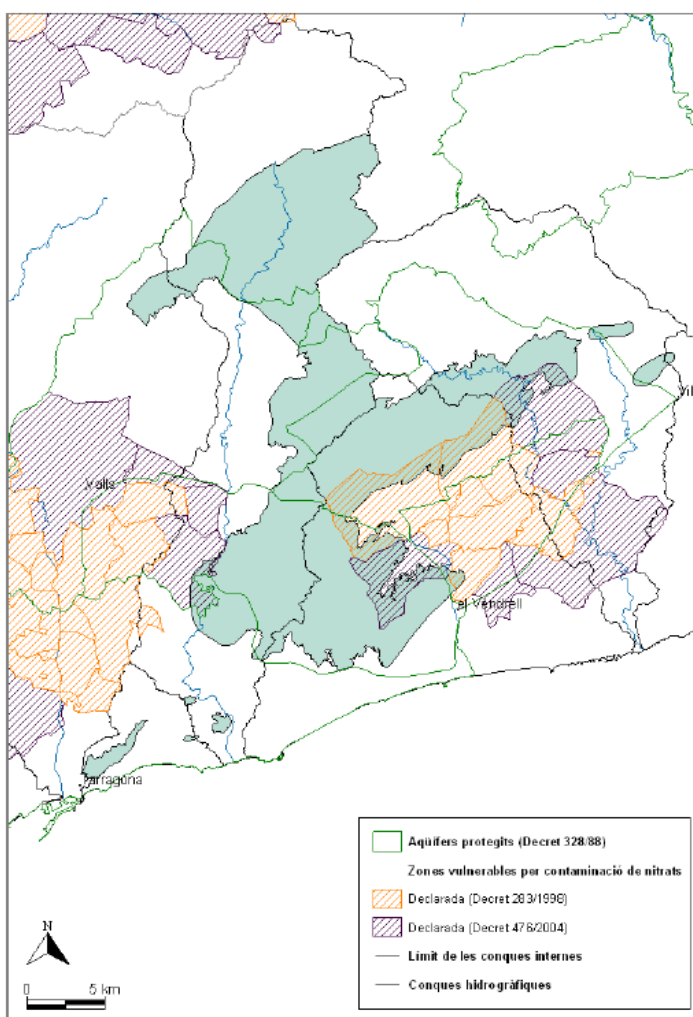 Valls
Vil
el Vendrell
Tarragona
Aqüífers protegits (Decret 328/88)
Zones vulnerables per contaminació de nitrats
Declarada (Decret 283/1998)
Declarada (Decret 476/2004)
Límit de les conques internes
Conques hidrogràfiques
N
0 5 km